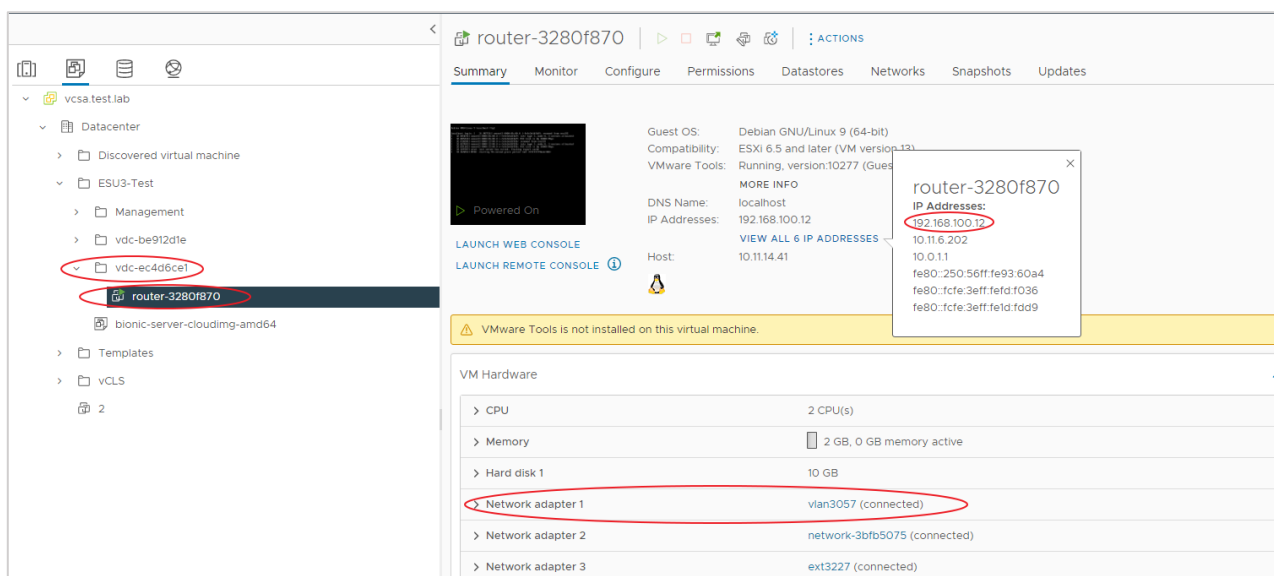 router-3280f870
ACTIONS
Summary Monitor Configure Permissions Datastores Networks Snapshots Updates
vcsa.test.lab
Datacenter
Discovered virtual machine
ESU3-Test
Management
vdc-be912d1e
vdc-ec4d6ce1
router-3280f870
bionic-server-cloudimg-amd64
Templates
vCLS
2
Powered On
LAUNCH WEB CONSOLE
LAUNCH REMOTE CONSOLE
Guest OS: Debian GNU/Linux 9 (64-bit)
Compatibility: ESXi 6.5 and later (VM version 13)
VMware Tools: Running, version:10277 (Gues
MORE INFO
DNS Name: localhost
IP Addresses: 192.168.100.12
VIEW ALL 6 IP ADDRESSES
Host: 10.11.14.41
router-3280f870
IP Addresses:
192.168.100.12
10.11.6.202
10.0.1.1
fe80::250:56ff:fe93:60a4
fe80::fcfe:3eff:fefd:f036
fe80::fcfe:3eff:fe1d:fdd9
VMware Tools is not installed on this virtual machine.
VM Hardware
CPU 2 CPU(s)
Memory 2 GB, 0 GB memory active
Hard disk 1 10 GB
Network adapter 1 vlan3057 (connected)
Network adapter 2 network-3bfb5075 (connected)
Network adapter 3 ext3227 (connected)